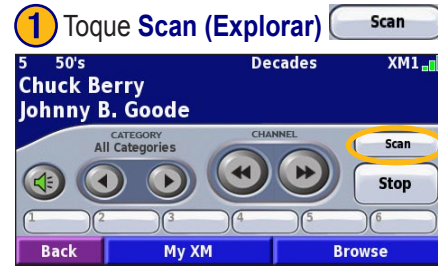 1 Toque Scan (Explorar) Scan
5 50's Decades XM1
Chuck Berry
Johnny B. Goode
CATEGORY CHANNEL
All Categories
Scan
Stop
1 2 3 4 5 6
Back My XM Browse